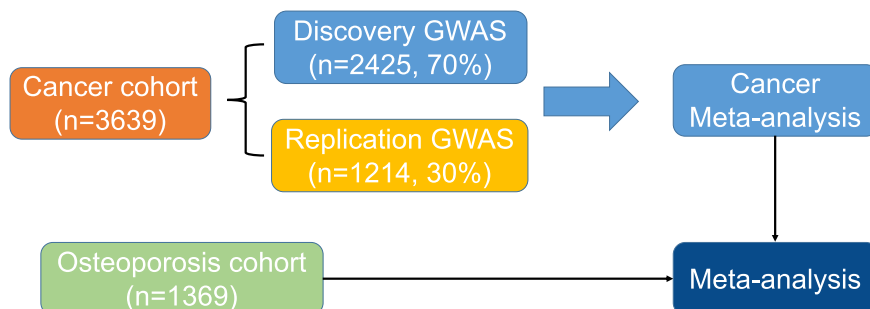 Discovery GWAS
(n=2425, 70%)
Cancer cohort
(n=3639)
Replication GWAS
(n=1214, 30%)
Cancer
Meta-analysis
Osteoporosis cohort
(n=1369)
Meta-analysis